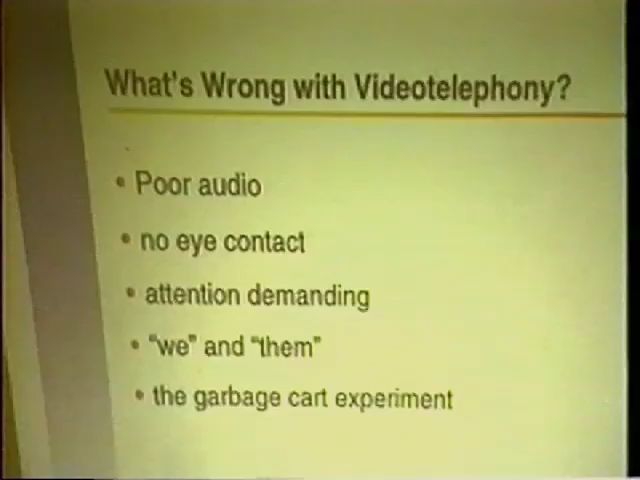 What's Wrong with Videotelephony?
• Poor audio
• no eye contact
• attention demanding
• “we” and “them”
• the garbage cart experiment